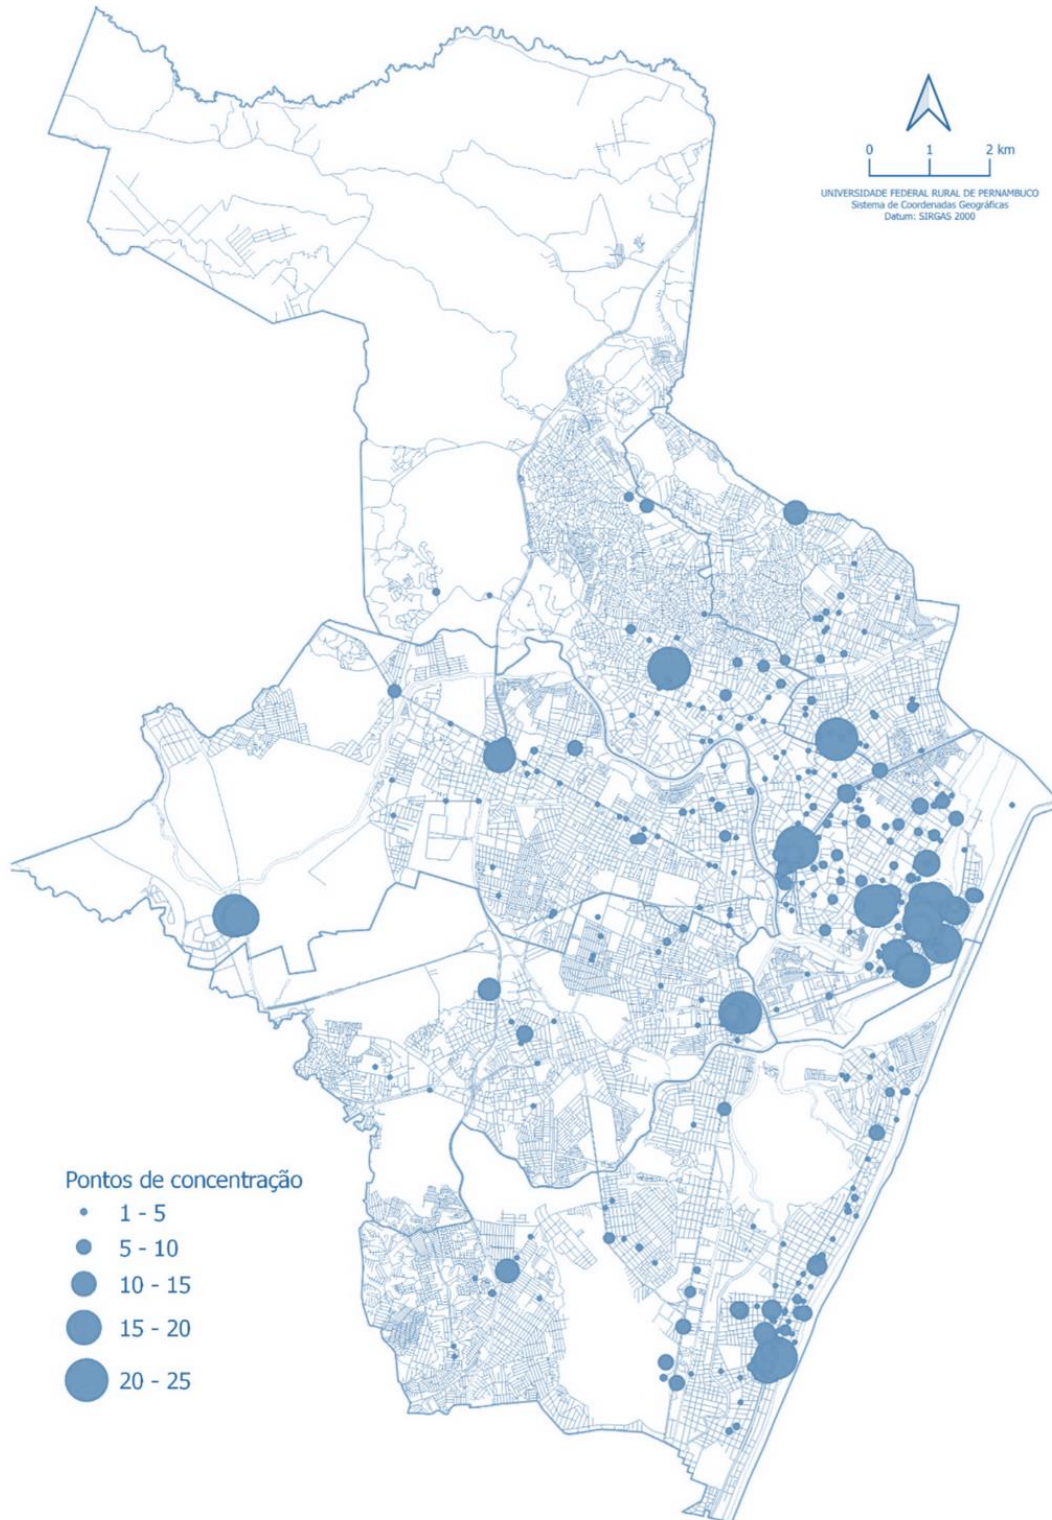 0 1 2 km
UNIVERSIDADE FEDERAL RURAL DE PERNAMBUCO
Sistema de Coordenadas Geográficas
Datum: SIRGAS 2000
Pontos de concentração
1 - 5
5 - 10
10 - 15
15 - 20
20 - 25